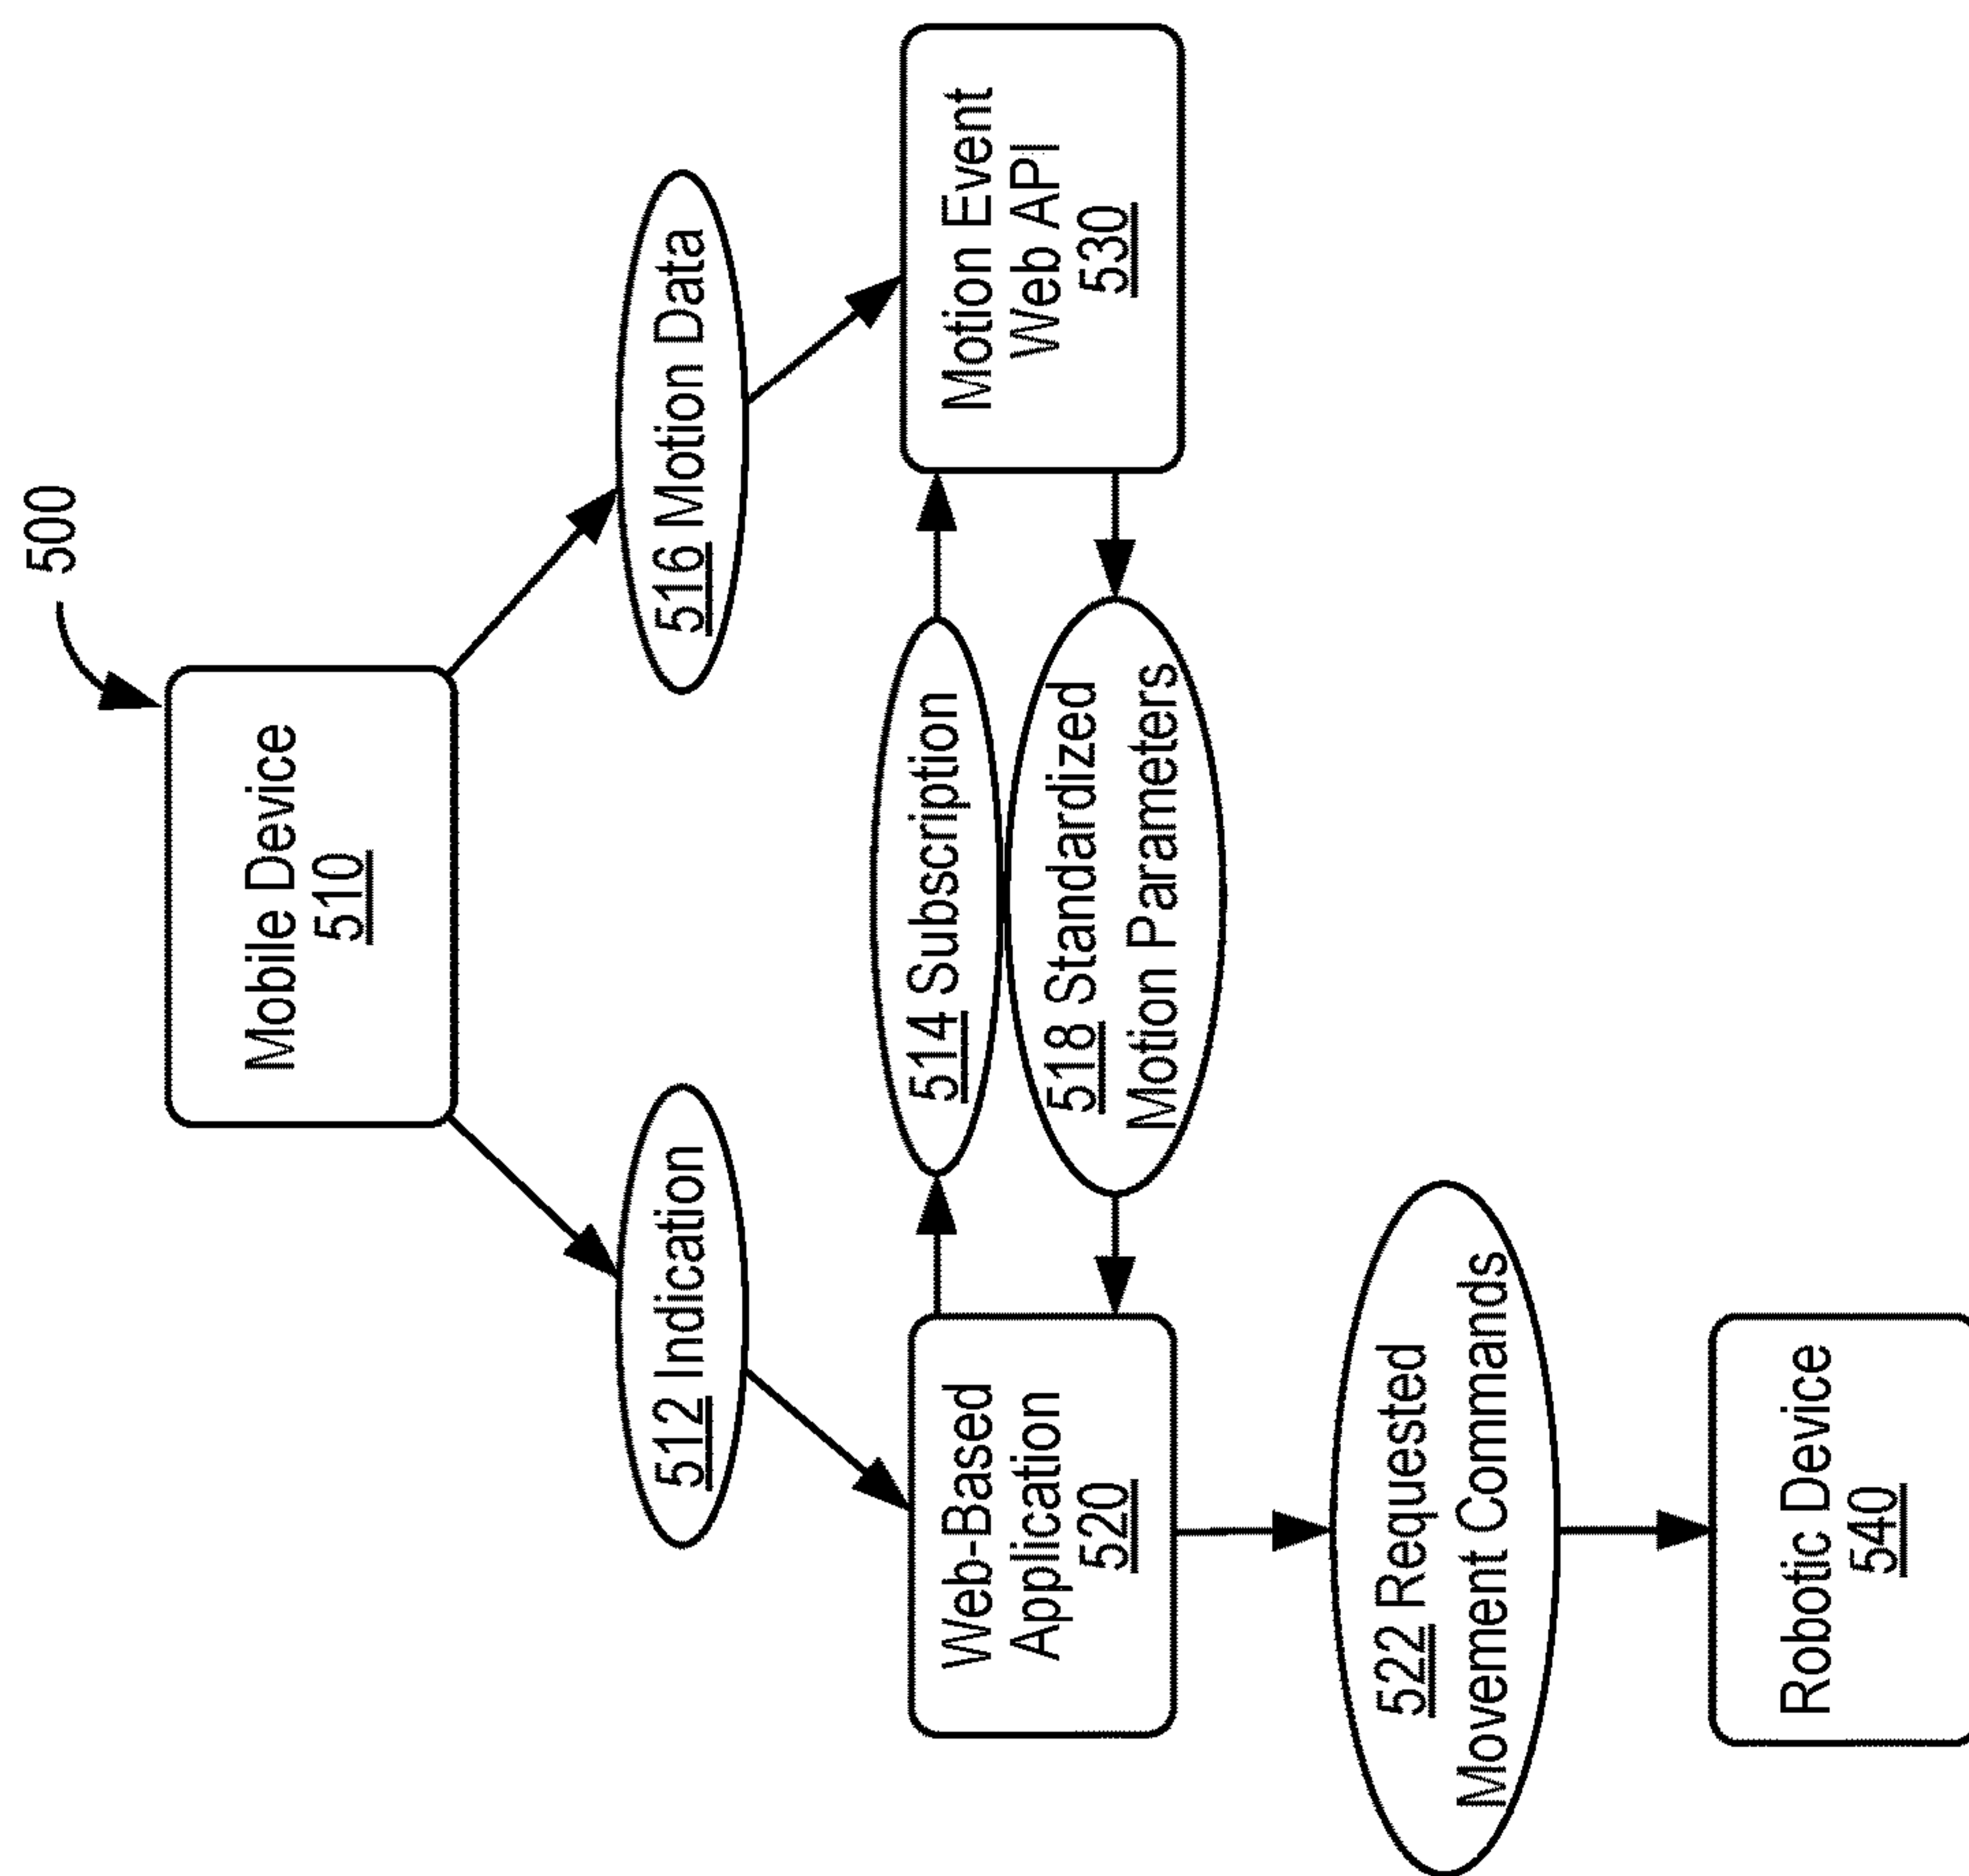 500
Mobile Device
510
512 Indication
516 Motion Data
Web-Based
Application
520
514 Subscription
518 Standardized
Motion Parameters
Motion Event
Web API
530
522 Requested
Movement Commands
Robotic Device
540